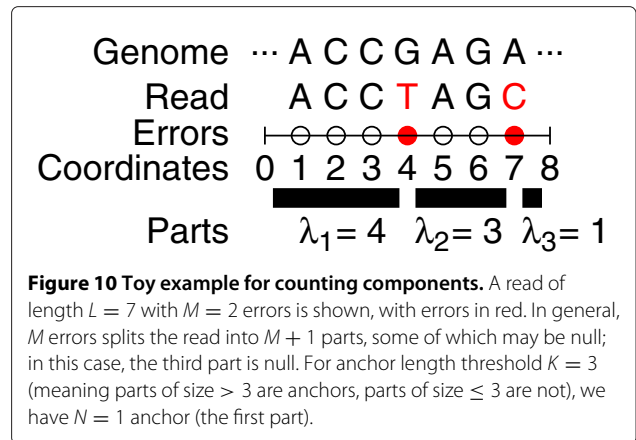 Genome ··· A C C G A G A ···
Read A C C T A G C
Errors
Coordinates 0 1 2 3 4 5 6 7 8
Parts λ1 = 4 λ2 = 3 λ3 = 1
Figure 10 Toy example for counting components. A read of
length L = 7 with M = 2 errors is shown, with errors in red. In general,
M errors splits the read into M + 1 parts, some of which may be null;
in this case, the third part is null. For anchor length threshold K = 3
(meaning parts of size > 3 are anchors, parts of size ≤ 3 are not), we
have N = 1 anchor (the first part).